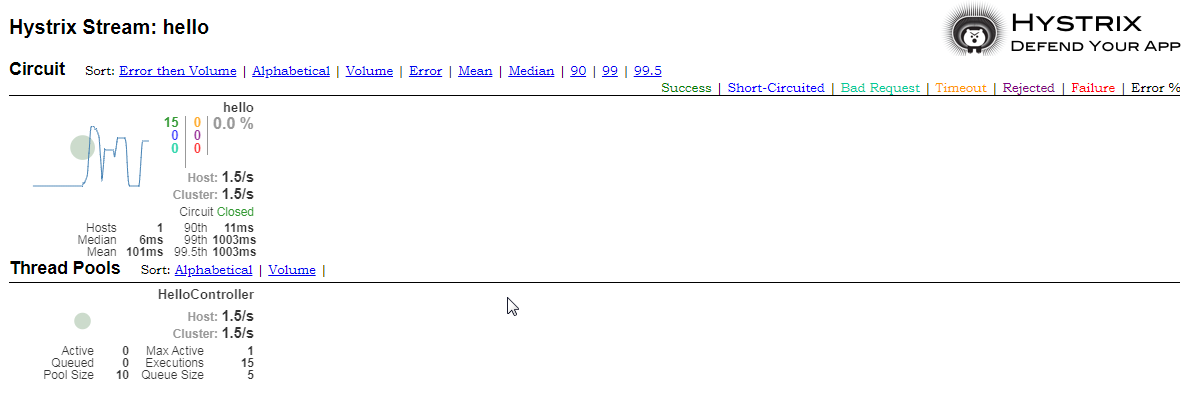 Hystrix Stream: hello
HYSTRIX
DEFEND YOUR APP
Circuit Sort: Error then Volume | Alphabetical | Volume | Error | Mean | Median | 90 | 99 | 99.5
Success | Short-Circuited | Bad Request | Timeout | Rejected | Failure | Error %
hello
15 0 0.0 %
0 0
0 0
Host: 1.5/s
Cluster: 1.5/s
Circuit Closed
Hosts 1 90th 11ms
Median 6ms 99th 1003ms
Mean 101ms 99.5th 1003ms
Thread Pools Sort: Alphabetical | Volume |
HelloController
Host: 1.5/s
Cluster: 1.5/s
Active 0 Max Active 1
Queued 0 Executions 15
Pool Size 10 Queue Size 5